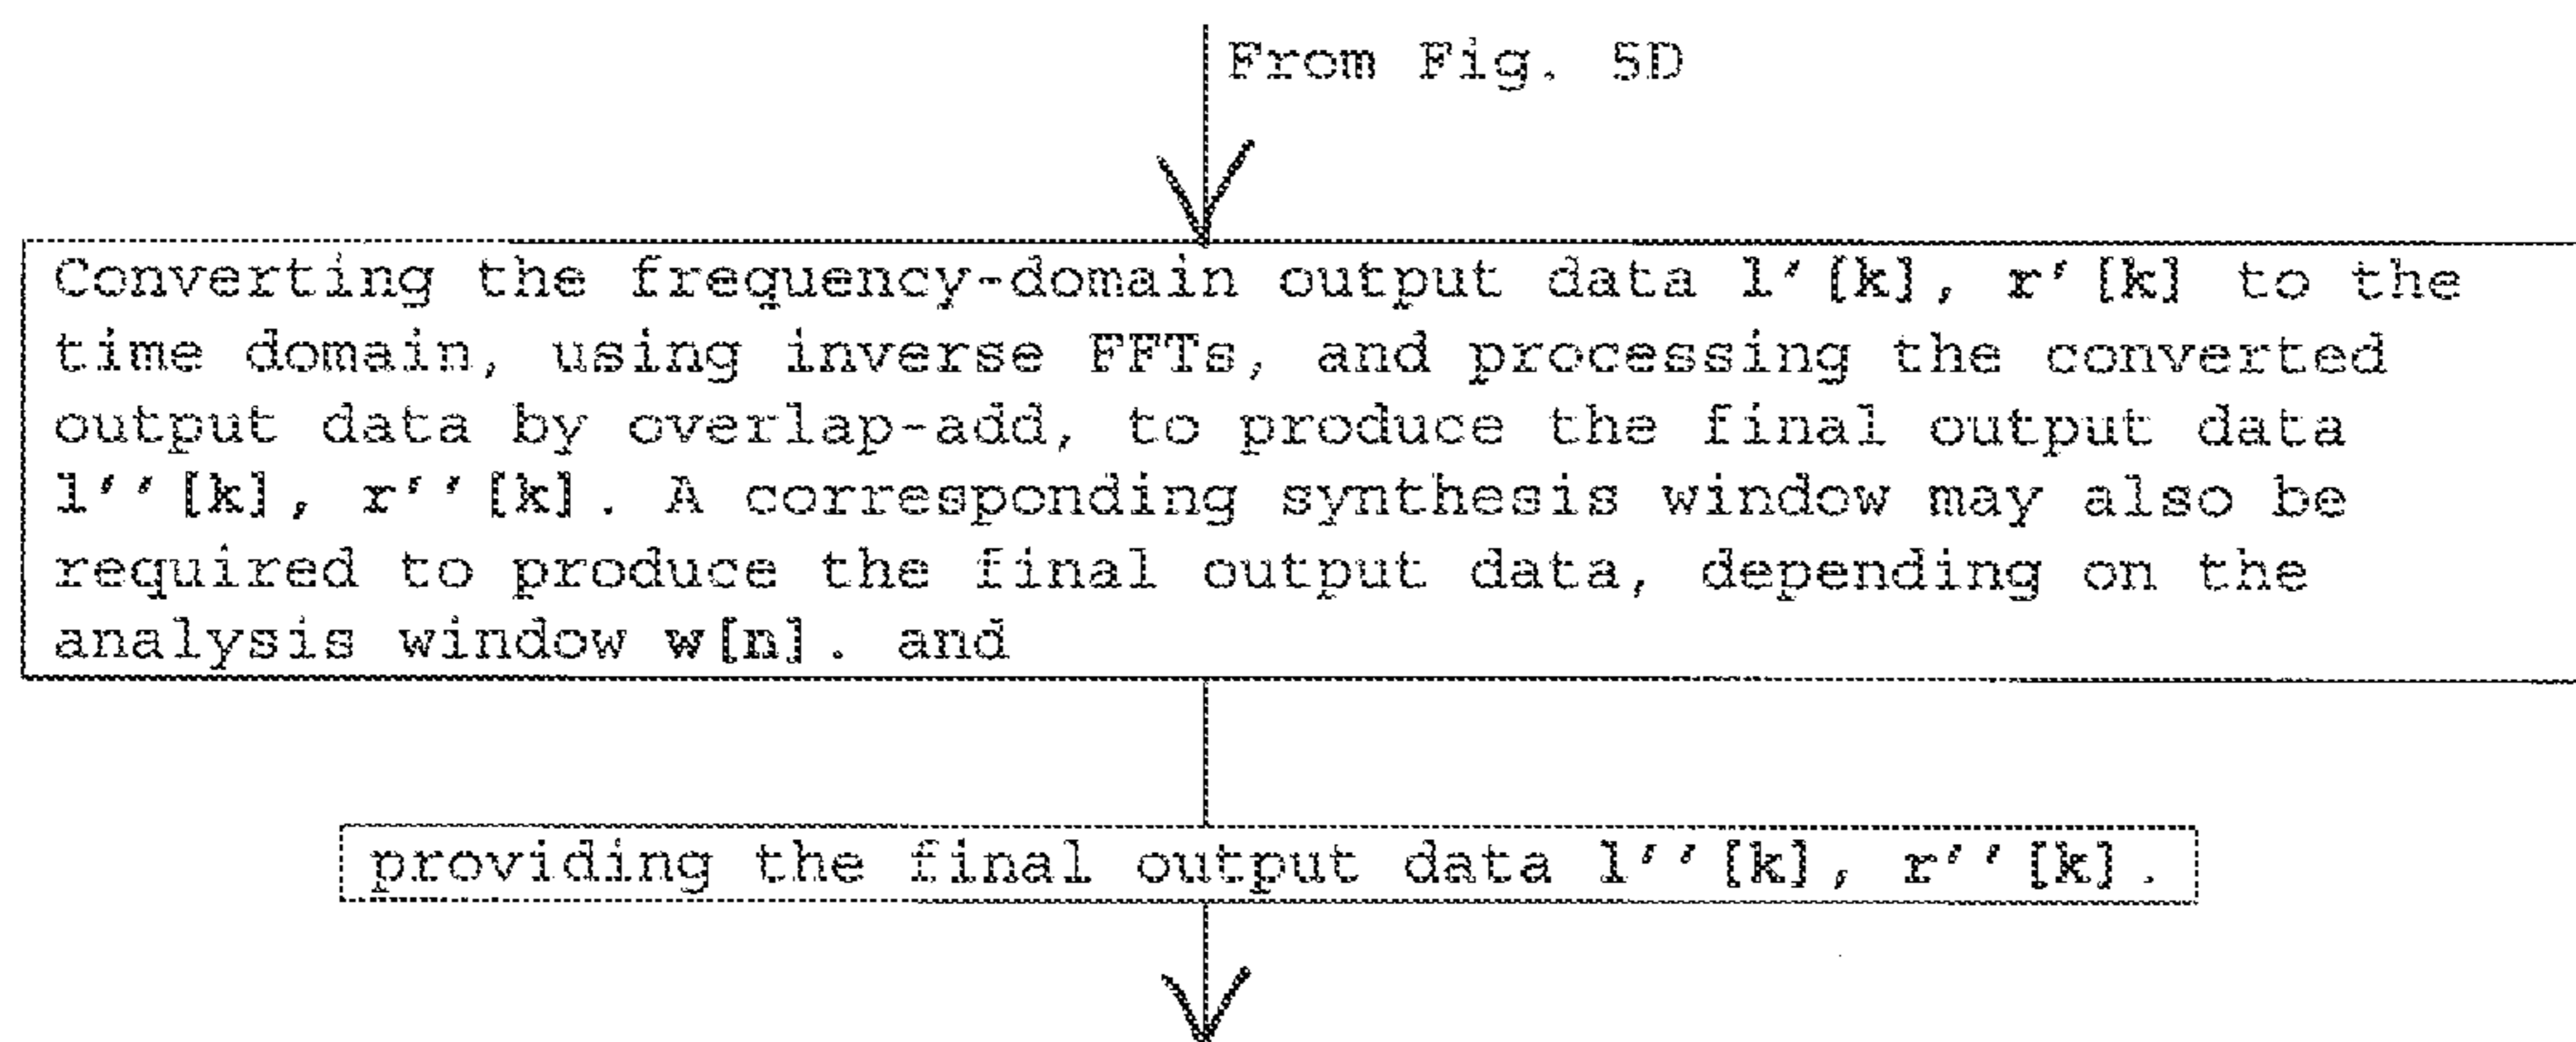 From Fig. 5D
Converting the frequency-domain output data l'[k], r'[k] to the
time domain, using inverse FFTs, and processing the converted
output data by overlap-add, to produce the final output data
l''[k], r''[k]. A corresponding synthesis window may also be
required to produce the final output data, depending on the
analysis window w[n]. and
providing the final output data l''[k], r''[k].